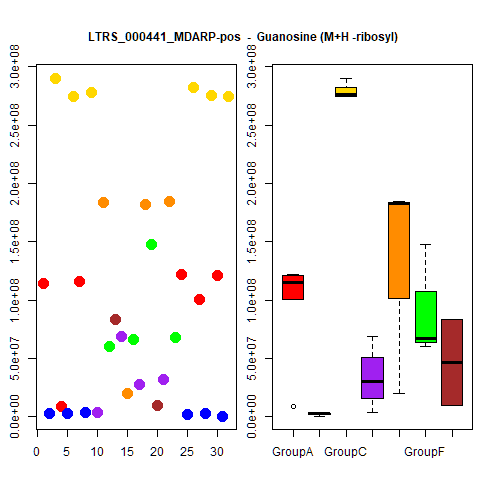 LTRS_000441_MDARP-pos - Guanosine (M+H -ribosyl)
3.0e+08
2.5e+08
2.0e+08
1.5e+08
1.0e+08
5.0e+07
0.0e+00
0 5 10 15 20 25 30
3.0e+08
2.5e+08
2.0e+08
1.5e+08
1.0e+08
5.0e+07
0.0e+00
GroupA GroupC GroupF